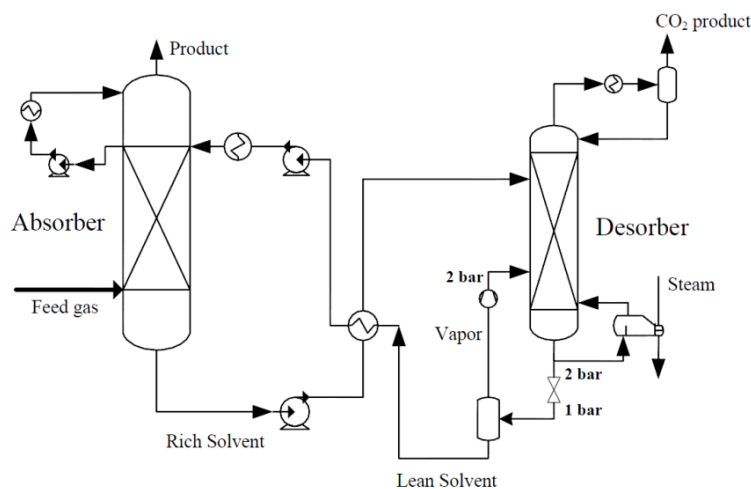 Product
CO₂ product
Absorber
Desorber
Feed gas
2 bar
Steam
Vapor
2 bar
1 bar
Rich Solvent
Lean Solvent